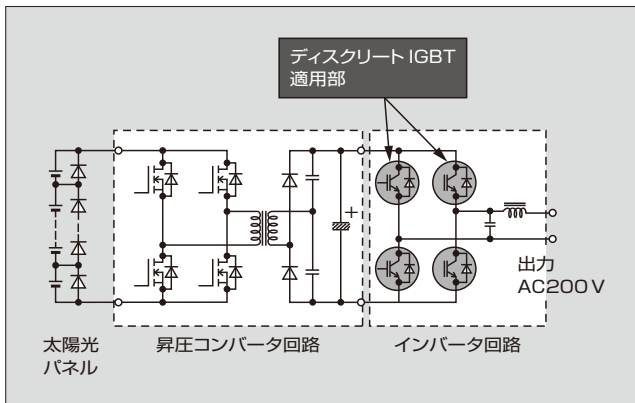 ディスクリート IGBT
適用部
+
太陽光
パネル
昇圧コンバータ回路
インバータ回路
出力
AC200 V